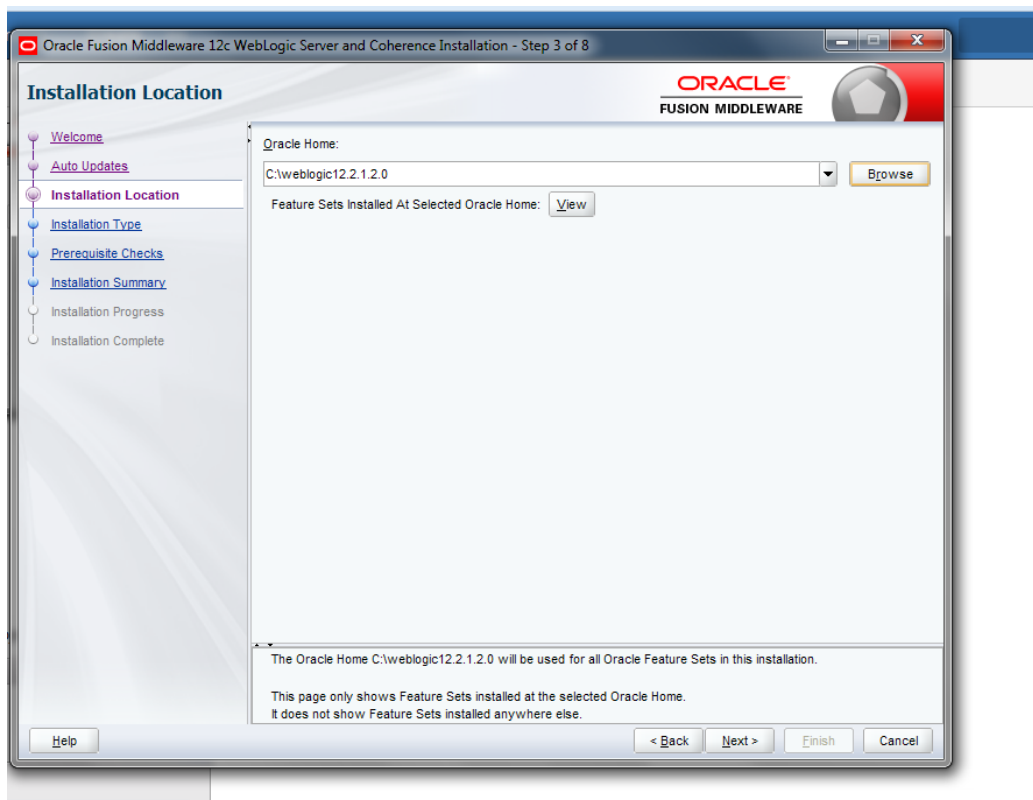 Oracle Fusion Middleware 12c WebLogic Server and Coherence Installation - Step 3 of 8
Installation Location
ORACLE
FUSION MIDDLEWARE
Welcome
Auto Updates
Installation Location
Installation Type
Prerequisite Checks
Installation Summary
Installation Progress
Installation Complete
Oracle Home:
C:\weblogic12.2.1.2.0
Browse
Feature Sets Installed At Selected Oracle Home: View
The Oracle Home C:\weblogic12.2.1.2.0 will be used for all Oracle Feature Sets in this installation.
This page only shows Feature Sets installed at the selected Oracle Home.
It does not show Feature Sets installed anywhere else.
Help
< Back
Next >
Finish
Cancel